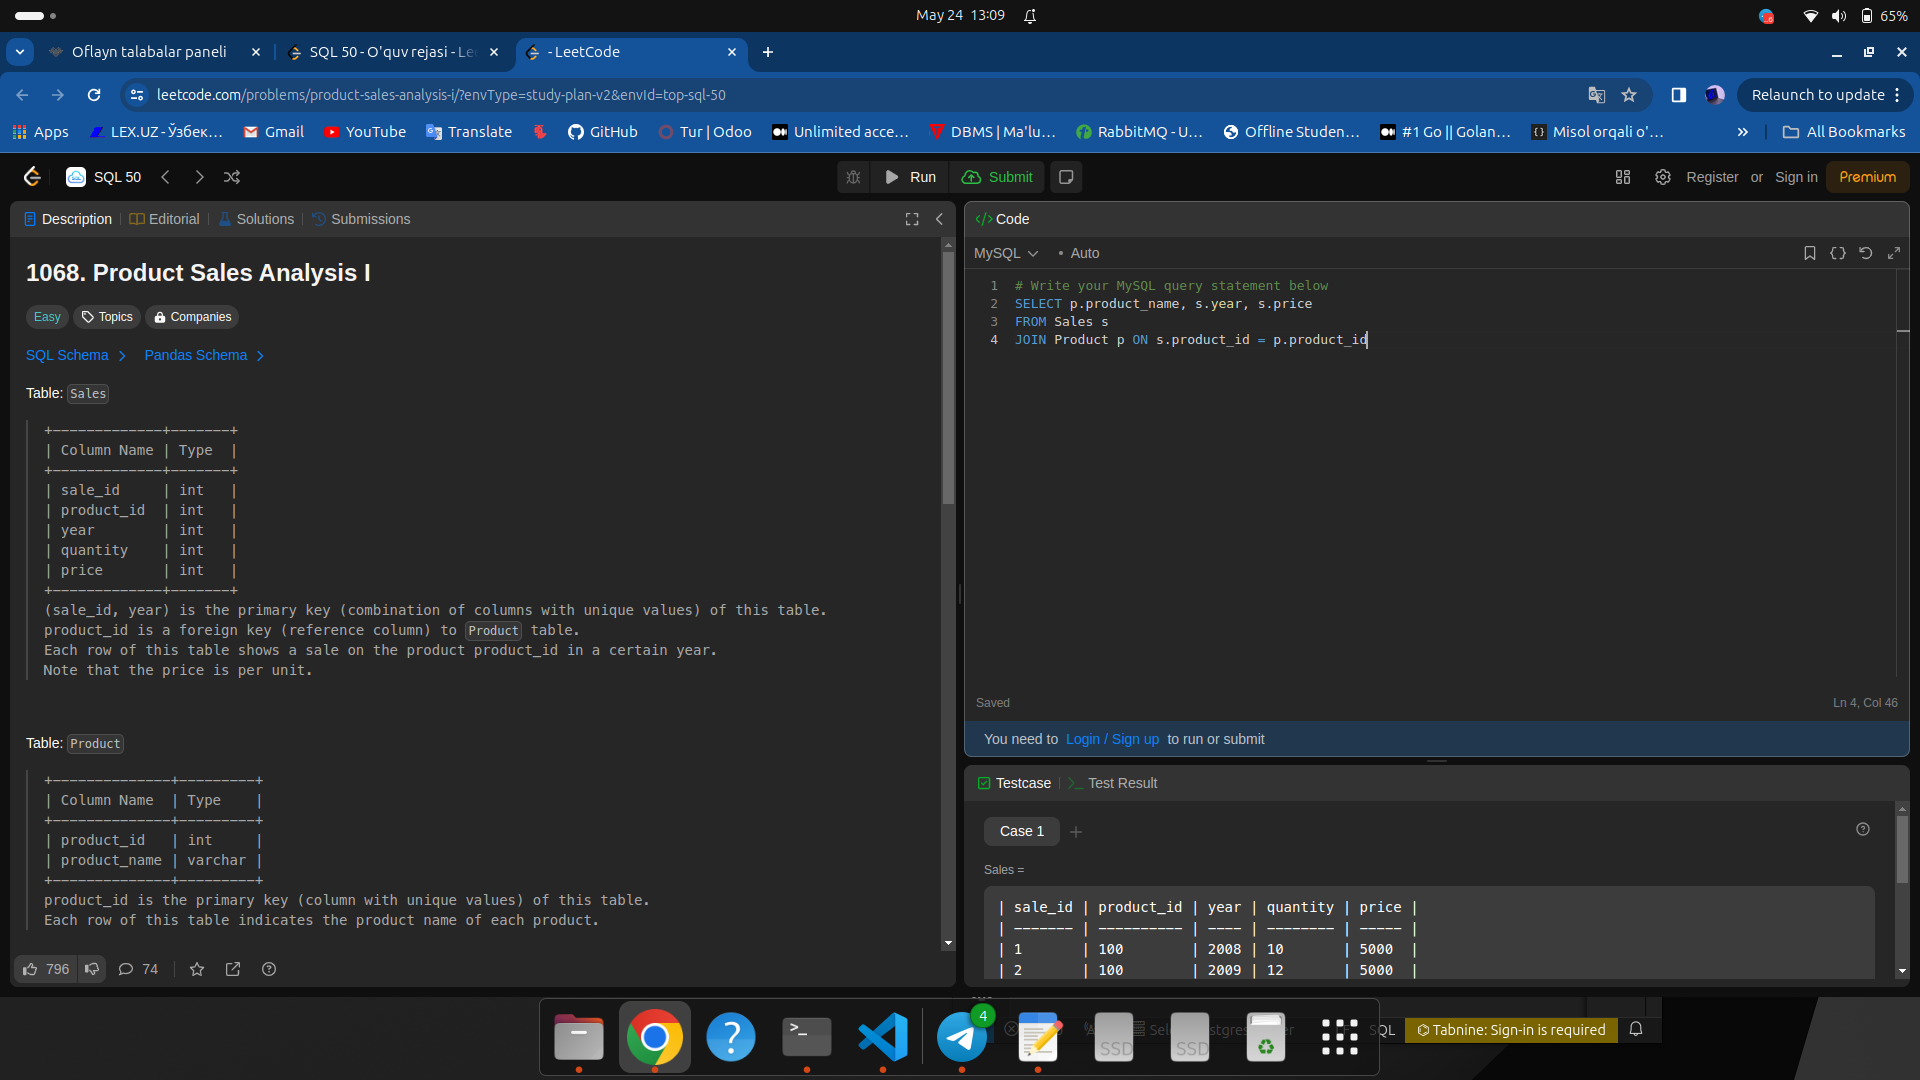 May 24 13:09
65%
Oflayn talabalar paneli
SQL 50 - O'quv rejasi - Le
- LeetCode
leetcode.com/problems/product-sales-analysis-i/?envType=study-plan-v2&envId=top-sql-50
Relaunch to update
Apps
LEX.UZ - Ўзбек...
Gmail
YouTube
Translate
GitHub
Tur | Odoo
Unlimited acce...
DBMS | Ma'lu...
RabbitMQ - U...
Offline Studen...
#1 Go || Golan...
Misol orqali o'...
All Bookmarks
SQL 50
Run
Submit
Register or Sign in
Premium
Description
Editorial
Solutions
Submissions
1068. Product Sales Analysis I
Easy
Topics
Companies
SQL Schema
Pandas Schema
Table: Sales
+-------------+-------+
| Column Name | Type  |
+-------------+-------+
| sale_id     | int   |
| product_id  | int   |
| year        | int   |
| quantity    | int   |
| price       | int   |
+-------------+-------+
(sale_id, year) is the primary key (combination of columns with unique values) of this table.
product_id is a foreign key (reference column) to Product table.
Each row of this table shows a sale on the product product_id in a certain year.
Note that the price is per unit.
Table: Product
+--------------+---------+
| Column Name  | Type    |
+--------------+---------+
| product_id   | int     |
| product_name | varchar |
+--------------+---------+
product_id is the primary key (column with unique values) of this table.
Each row of this table indicates the product name of each product.
796
74
Code
MySQL
• Auto
1 # Write your MySQL query statement below
2 SELECT p.product_name, s.year, s.price
3 FROM Sales s
4 JOIN Product p ON s.product_id = p.product_id
Saved
Ln 4, Col 46
You need to Login / Sign up to run or submit
Testcase
Test Result
Case 1
Sales =
| sale_id | product_id | year | quantity | price |
| ------- | ---------- | ---- | -------- | ----- |
| 1       | 100        | 2008 | 10       | 5000  |
| 2       | 100        | 2009 | 12       | 5000  |
4
SSD
SSD
SQL
Tabnine: Sign-in is required